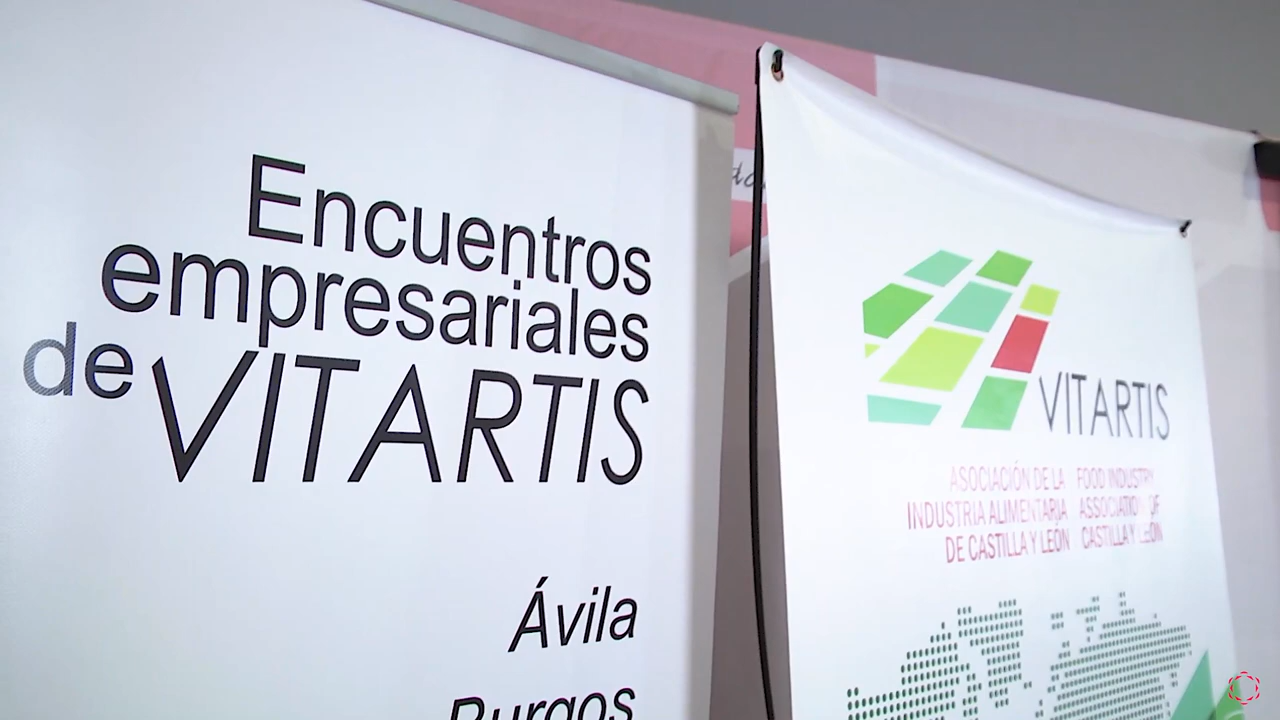 Encuentros
empresariales
de VITARTIS
Ávila
Burgos
VITARTIS
ASOCIACIÓN DE LA
INDUSTRIA ALIMENTARIA
DE CASTILLA Y LEÓN
FOOD INDUSTRY
ASSOCIATION OF
CASTILLA Y LEÓN